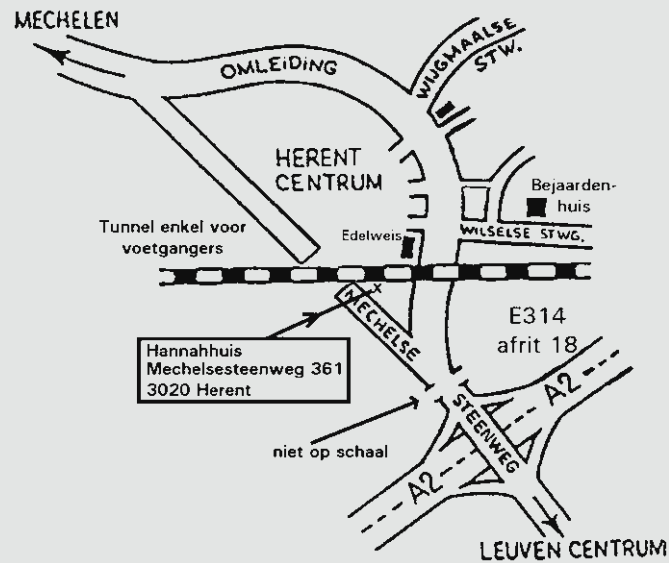 MECHELEN
OMLEIDING
WIJGMAALSE
STW.
HERENT
CENTRUM
Bejaarden-
huis
Tunnel enkel voor
voetgangers
Edelweis
WILSELSE STWG.
MECHELSE
E314
afrit 18
Hannahhuis
Mechelsesteenweg 361
3020 Herent
A2
STEENWEG
niet op schaal
A2
LEUVEN CENTRUM